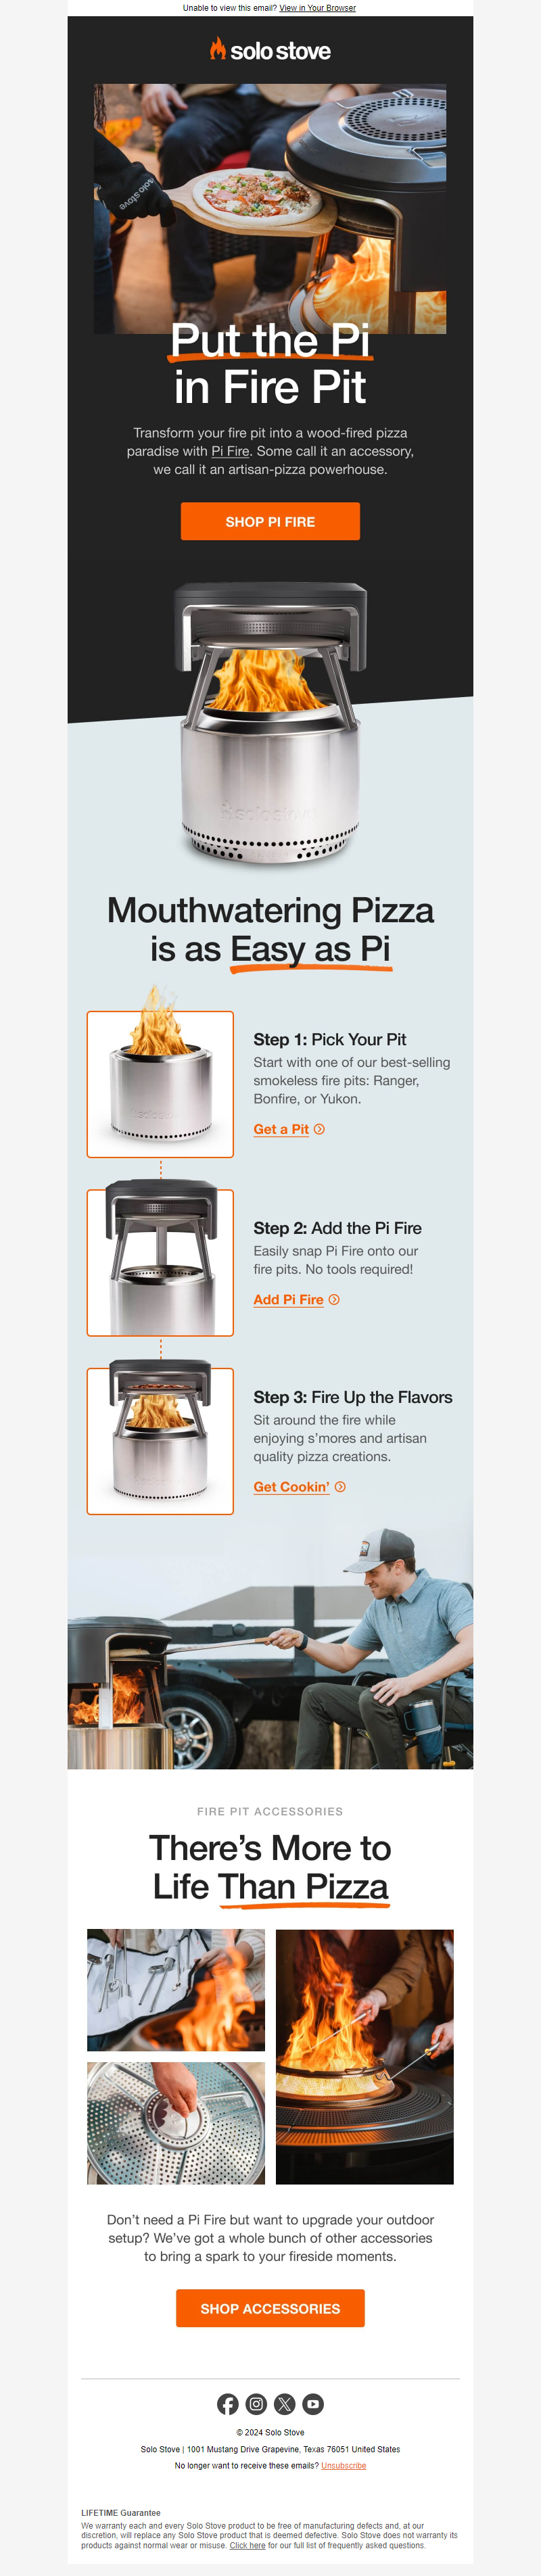 Unable to view this email? View in Your Browser
solo stove
solo stove
Put the Pi
in Fire Pit
Transform your fire pit into a wood-fired pizza
paradise with Pi Fire. Some call it an accessory,
we call it an artisan-pizza powerhouse.
SHOP PI FIRE
solo stove
Mouthwatering Pizza
is as Easy as Pi
Step 1: Pick Your Pit
Start with one of our best-selling
smokeless fire pits: Ranger,
Bonfire, or Yukon.
Get a Pit
Step 2: Add the Pi Fire
Easily snap Pi Fire onto our
fire pits. No tools required!
Add Pi Fire
Step 3: Fire Up the Flavors
Sit around the fire while
enjoying s’mores and artisan
quality pizza creations.
Get Cookin’
FIRE PIT ACCESSORIES
There’s More to
Life Than Pizza
Don’t need a Pi Fire but want to upgrade your outdoor
setup? We’ve got a whole bunch of other accessories
to bring a spark to your fireside moments.
SHOP ACCESSORIES
© 2024 Solo Stove
Solo Stove | 1001 Mustang Drive Grapevine, Texas 76051 United States
No longer want to receive these emails? Unsubscribe
LIFETIME Guarantee
We warranty each and every Solo Stove product to be free of manufacturing defects and, at our
discretion, will replace any Solo Stove product that is deemed defective. Solo Stove does not warranty its
products against normal wear or misuse. Click here for our full list of frequently asked questions.